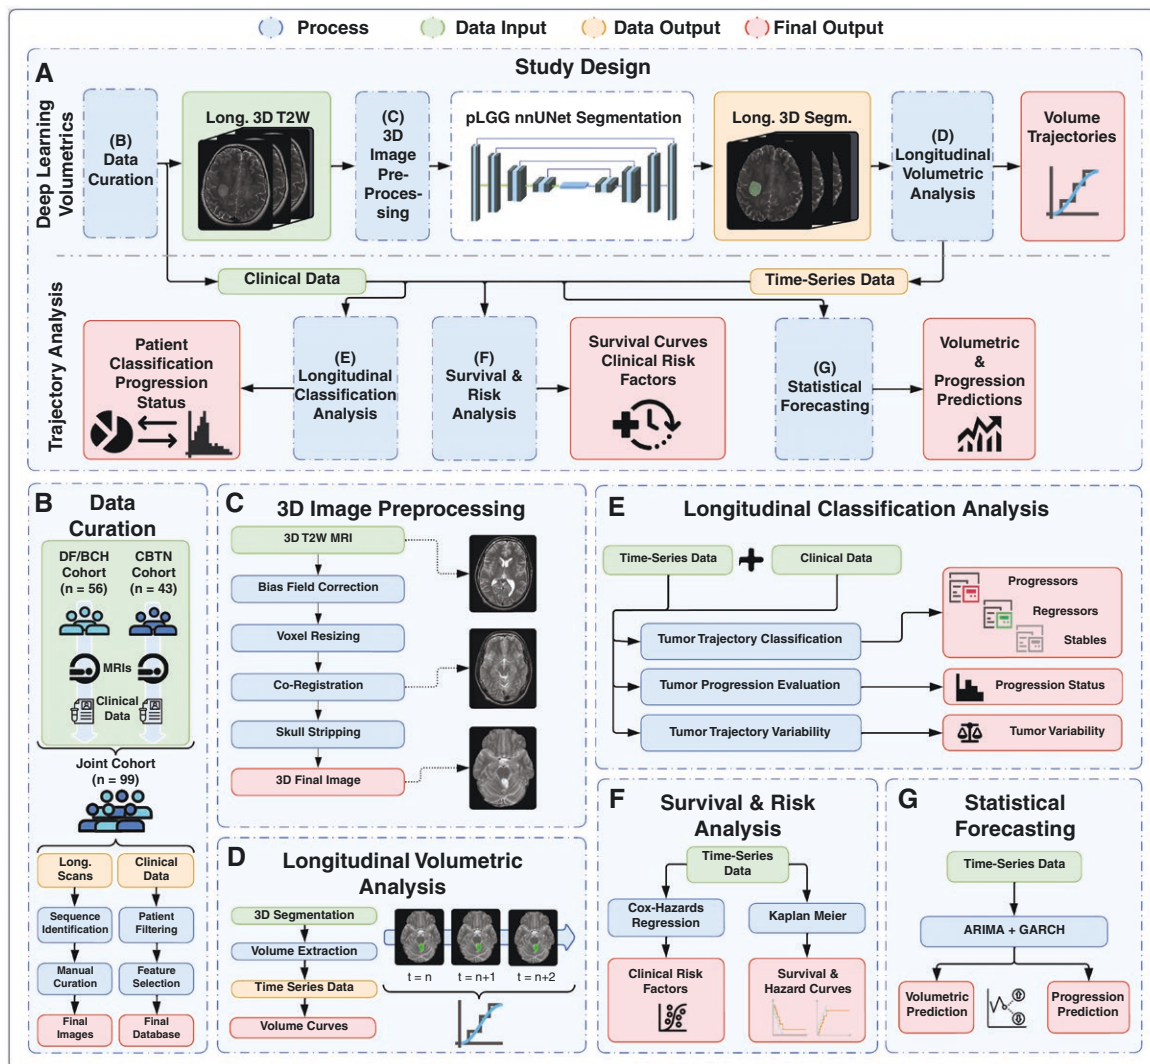 Process
Data Input
Data Output
Final Output
A
Study Design
Deep Learning
Volumetrics
(B)
Data
Curation
Long. 3D T2W
(C)
3D
Image
Pre-
Proces-
sing
pLGG nnUNet Segmentation
Long. 3D Segm.
(D)
Longitudinal
Volumetric
Analysis
Volume
Trajectories
Clinical Data
Time-Series Data
Trajectory Analysis
Patient
Classification
Progression
Status
(E)
Longitudinal
Classification
Analysis
(F)
Survival &
Risk
Analysis
Survival Curves
Clinical Risk
Factors
(G)
Statistical
Forecasting
Volumetric
&
Progression
Predictions
B
Data
Curation
DF/BCH
Cohort
(n = 56)
CBTN
Cohort
(n = 43)
MRIs
Clinical
Data
Joint Cohort
(n = 99)
Long.
Scans
Clinical
Data
Sequence
Identification
Patient
Filtering
Manual
Curation
Feature
Selection
Final
Images
Final
Database
C
3D Image Preprocessing
3D T2W MRI
Bias Field Correction
Voxel Resizing
Co-Registration
Skull Stripping
3D Final Image
D
Longitudinal Volumetric
Analysis
3D Segmentation
Volume Extraction
Time Series Data
Volume Curves
t = n
t = n+1
t = n+2
E
Longitudinal Classification Analysis
Time-Series Data
Clinical Data
Tumor Trajectory Classification
Tumor Progression Evaluation
Tumor Trajectory Variability
Progressors
Regressors
Stables
Progression Status
Tumor Variability
F
Survival & Risk
Analysis
Time-Series
Data
Cox-Hazards
Regression
Kaplan Meier
Clinical Risk
Factors
Survival &
Hazard Curves
G
Statistical
Forecasting
Time-Series Data
ARIMA + GARCH
Volumetric
Prediction
Progression
Prediction